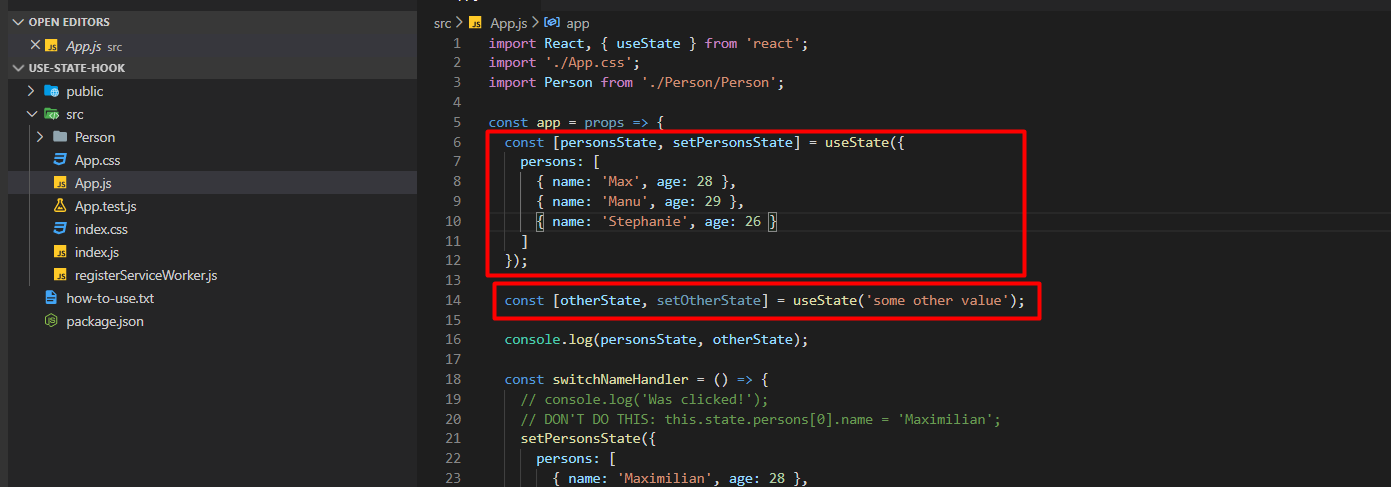 OPEN EDITORS
App.js src
USE-STATE-HOOK
public
src
Person
App.css
App.js
App.test.js
index.css
index.js
registerServiceWorker.js
how-to-use.txt
package.json
src > JS App.js > app
1 import React, { useState } from 'react';
2 import './App.css';
3 import Person from './Person/Person';
4
5 const app = props => {
6   const [personsState, setPersonsState] = useState({
7     persons: [
8       { name: 'Max', age: 28 },
9       { name: 'Manu', age: 29 },
10       { name: 'Stephanie', age: 26 }
11     ]
12   });
13
14   const [otherState, setOtherState] = useState('some other value');
15
16   console.log(personsState, otherState);
17
18   const switchNameHandler = () => {
19     // console.log('Was clicked!');
20     // DON'T DO THIS: this.state.persons[0].name = 'Maximilian';
21     setPersonsState({
22       persons: [
23         { name: 'Maximilian', age: 28 },